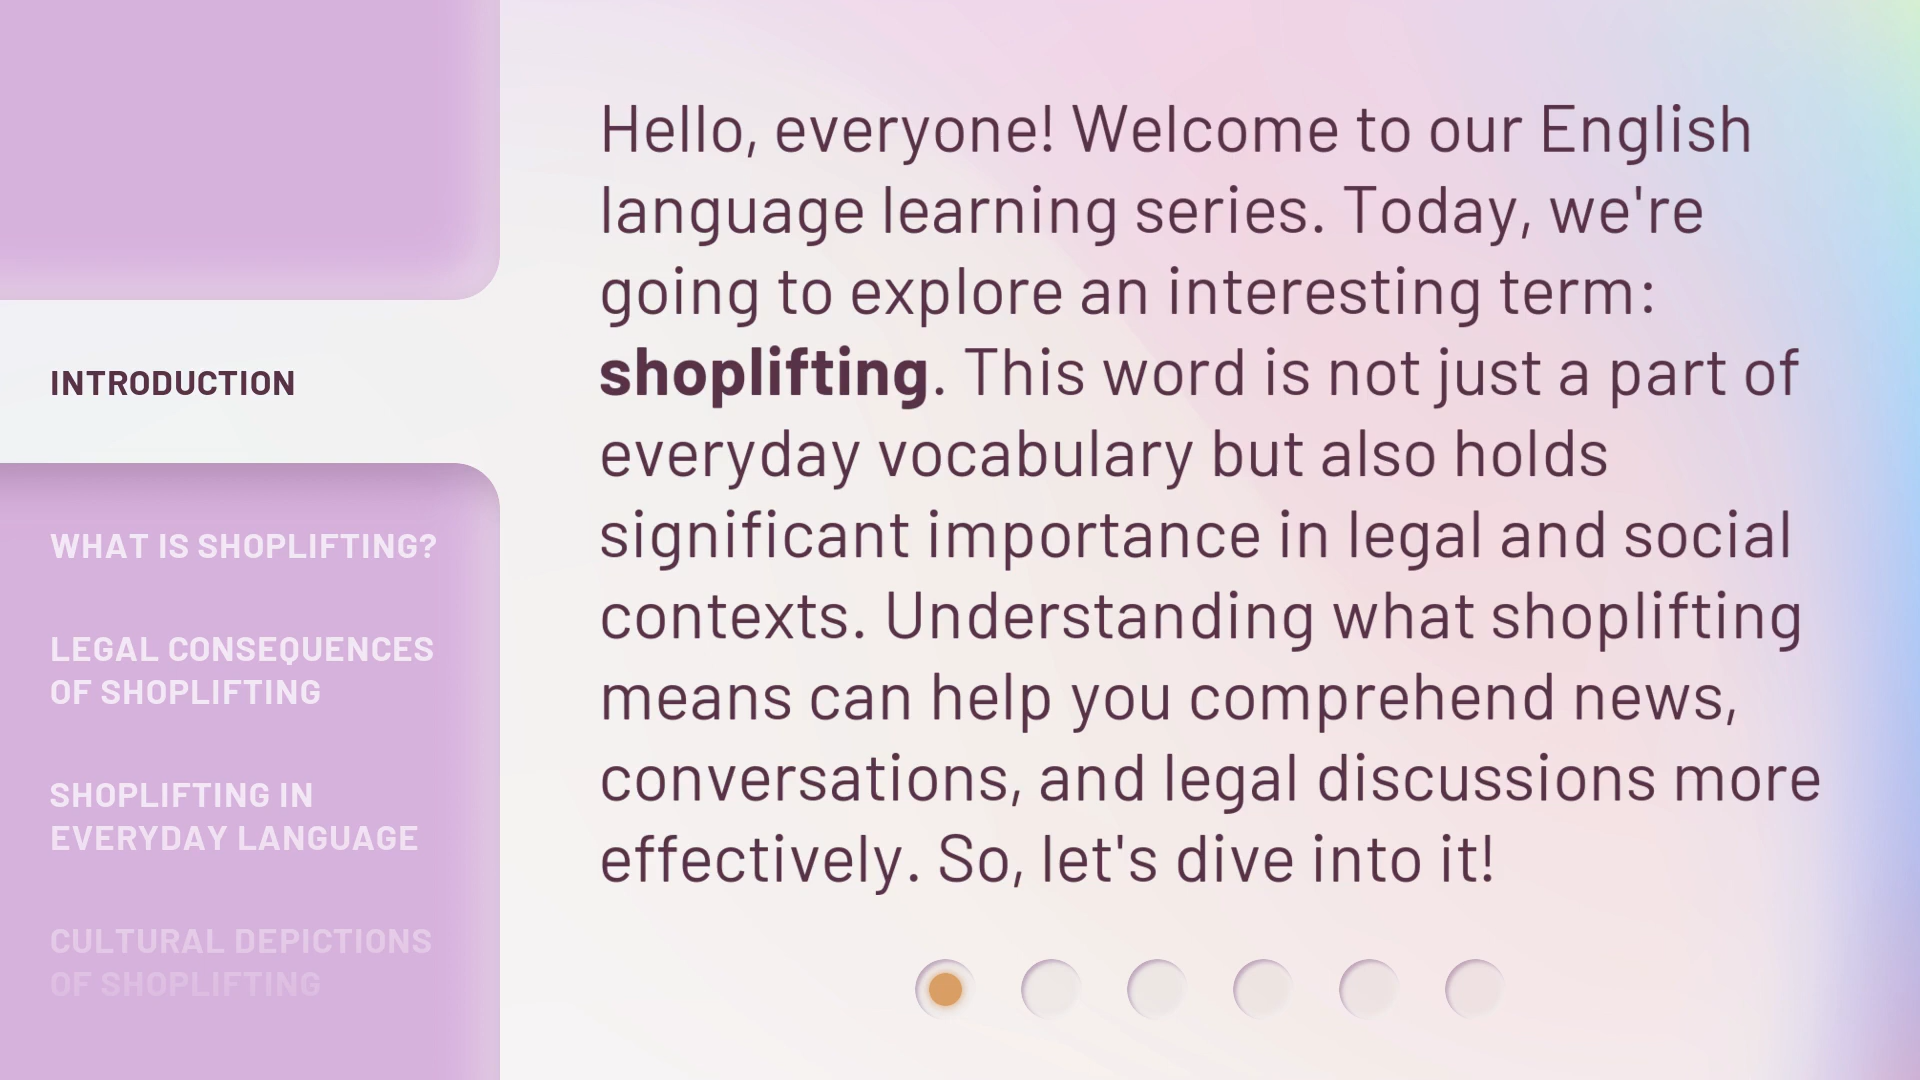 INTRODUCTION
WHAT IS SHOPLIFTING?
LEGAL CONSEQUENCES
OF SHOPLIFTING
SHOPLIFTING IN
EVERYDAY LANGUAGE
CULTURAL DEPICTIONS
OF SHOPLIFTING
Hello, everyone! Welcome to our English
language learning series. Today, we're
going to explore an interesting term:
shoplifting. This word is not just a part of
everyday vocabulary but also holds
significant importance in legal and social
contexts. Understanding what shoplifting
means can help you comprehend news,
conversations, and legal discussions more
effectively. So, let's dive into it!